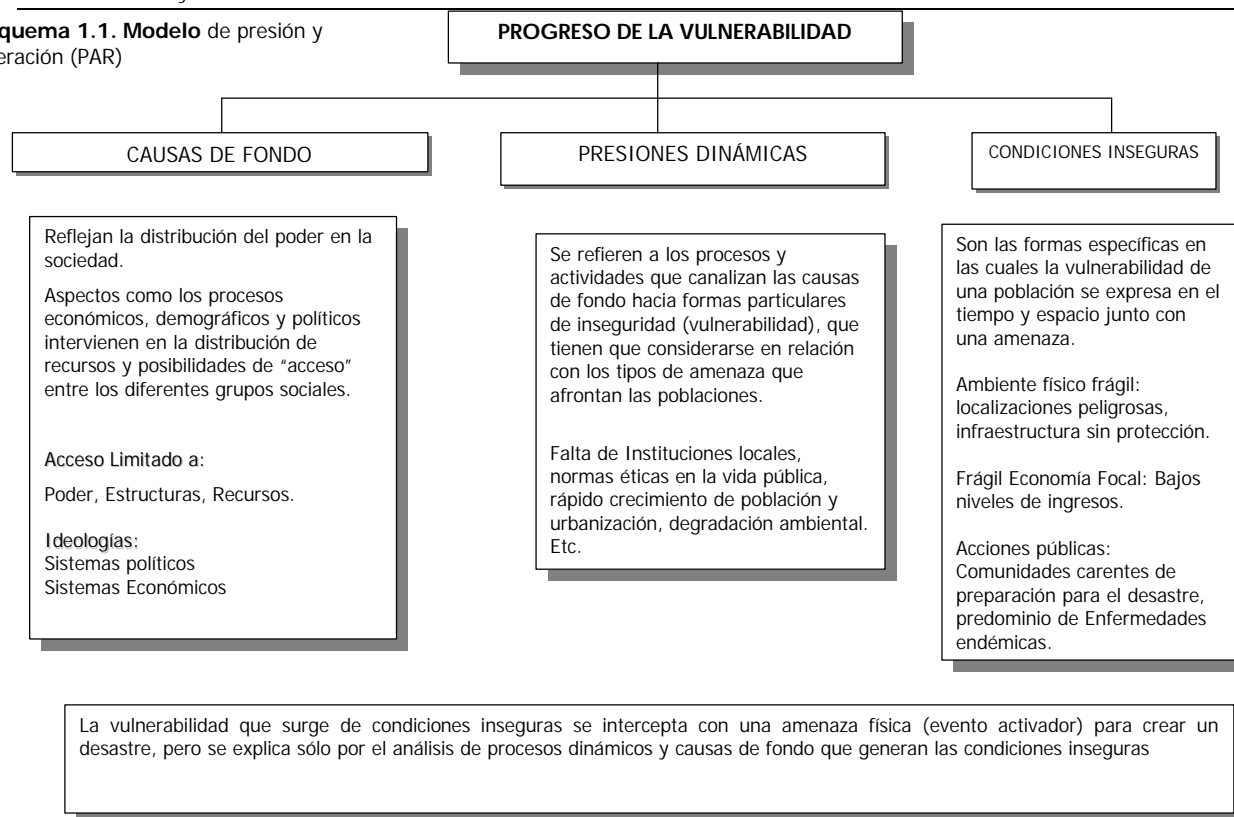 quema 1.1. Modelo de presión y
eración (PAR)
PROGRESO DE LA VULNERABILIDAD
CAUSAS DE FONDO
PRESIONES DINÁMICAS
CONDICIONES INSEGURAS
Reflejan la distribución del poder en la
sociedad.
Aspectos como los procesos
económicos, demográficos y políticos
intervienen en la distribución de
recursos y posibilidades de “acceso”
entre los diferentes grupos sociales.
Acceso Limitado a:
Poder, Estructuras, Recursos.
Ideologías:
Sistemas políticos
Sistemas Económicos
Se refieren a los procesos y
actividades que canalizan las causas
de fondo hacia formas particulares
de inseguridad (vulnerabilidad), que
tienen que considerarse en relación
con los tipos de amenaza que
afrontan las poblaciones.
Falta de Instituciones locales,
normas éticas en la vida pública,
rápido crecimiento de población y
urbanización, degradación ambiental.
Etc.
Son las formas específicas en
las cuales la vulnerabilidad de
una población se expresa en el
tiempo y espacio junto con
una amenaza.
Ambiente físico frágil:
localizaciones peligrosas,
infraestructura sin protección.
Frágil Economía Focal: Bajos
niveles de ingresos.
Acciones públicas:
Comunidades carentes de
preparación para el desastre,
predominio de Enfermedades
endémicas.
La vulnerabilidad que surge de condiciones inseguras se intercepta con una amenaza física (evento activador) para crear un
desastre, pero se explica sólo por el análisis de procesos dinámicos y causas de fondo que generan las condiciones inseguras